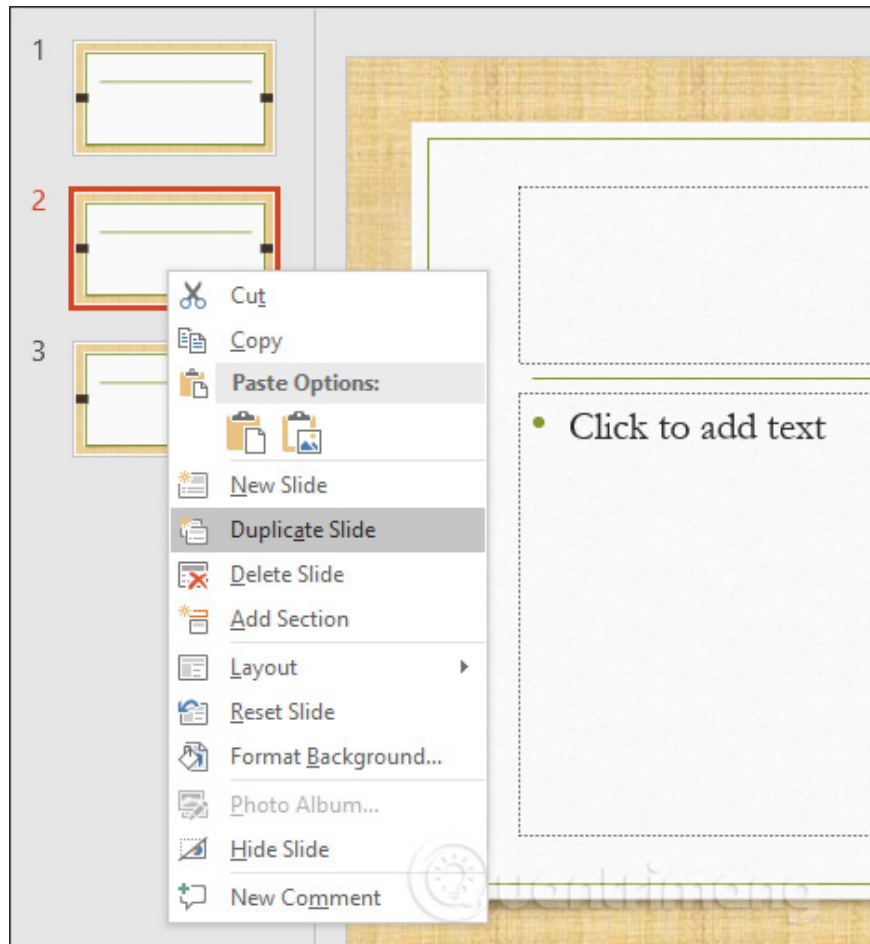 1
2
3
Cut
Copy
Paste Options:
New Slide
Duplicate Slide
Delete Slide
Add Section
Layout
Reset Slide
Format Background...
Photo Album...
Hide Slide
New Comment
Click to add text
Quantrimang